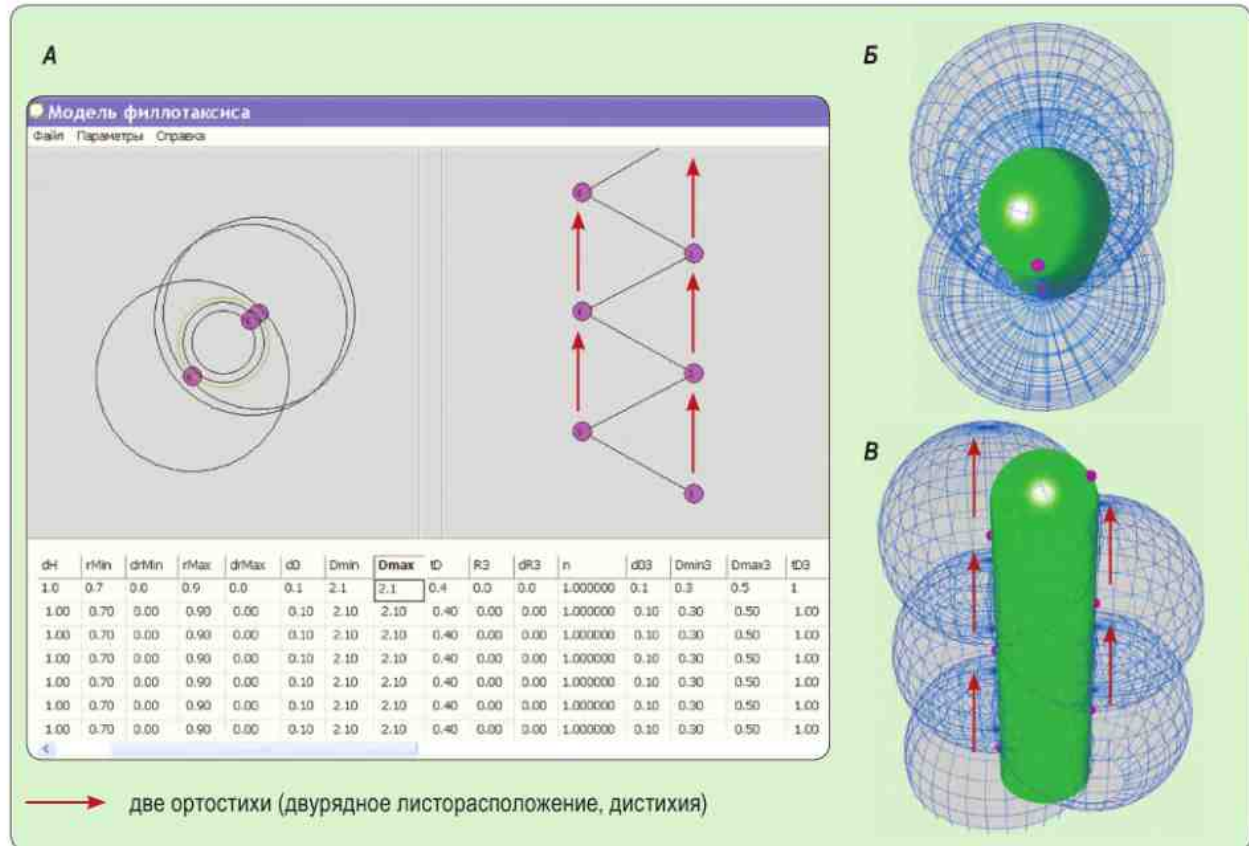 А
Б
Модель филлотаксиса
Файл Параметры Справка
В
dH rMin drMin rMax drMax d0 Dmin Dmax tD R3 dR3 n d03 Dmin3 Dmax3 tD3
1.0 0.7 0.0 0.9 0.0 0.1 2.1 2.1 0.4 0.0 0.0 1.000000 0.1 0.3 0.5 1
1.00 0.70 0.00 0.90 0.00 0.10 2.10 2.10 0.40 0.00 0.00 1.000000 0.10 0.30 0.50 1.00
1.00 0.70 0.00 0.90 0.00 0.10 2.10 2.10 0.40 0.00 0.00 1.000000 0.10 0.30 0.50 1.00
1.00 0.70 0.00 0.90 0.00 0.10 2.10 2.10 0.40 0.00 0.00 1.000000 0.10 0.30 0.50 1.00
1.00 0.70 0.00 0.90 0.00 0.10 2.10 2.10 0.40 0.00 0.00 1.000000 0.10 0.30 0.50 1.00
1.00 0.70 0.00 0.90 0.00 0.10 2.10 2.10 0.40 0.00 0.00 1.000000 0.10 0.30 0.50 1.00
1.00 0.70 0.00 0.90 0.00 0.10 2.10 2.10 0.40 0.00 0.00 1.000000 0.10 0.30 0.50 1.00
две ортостихи (двурядное листорасположение, дистихия)